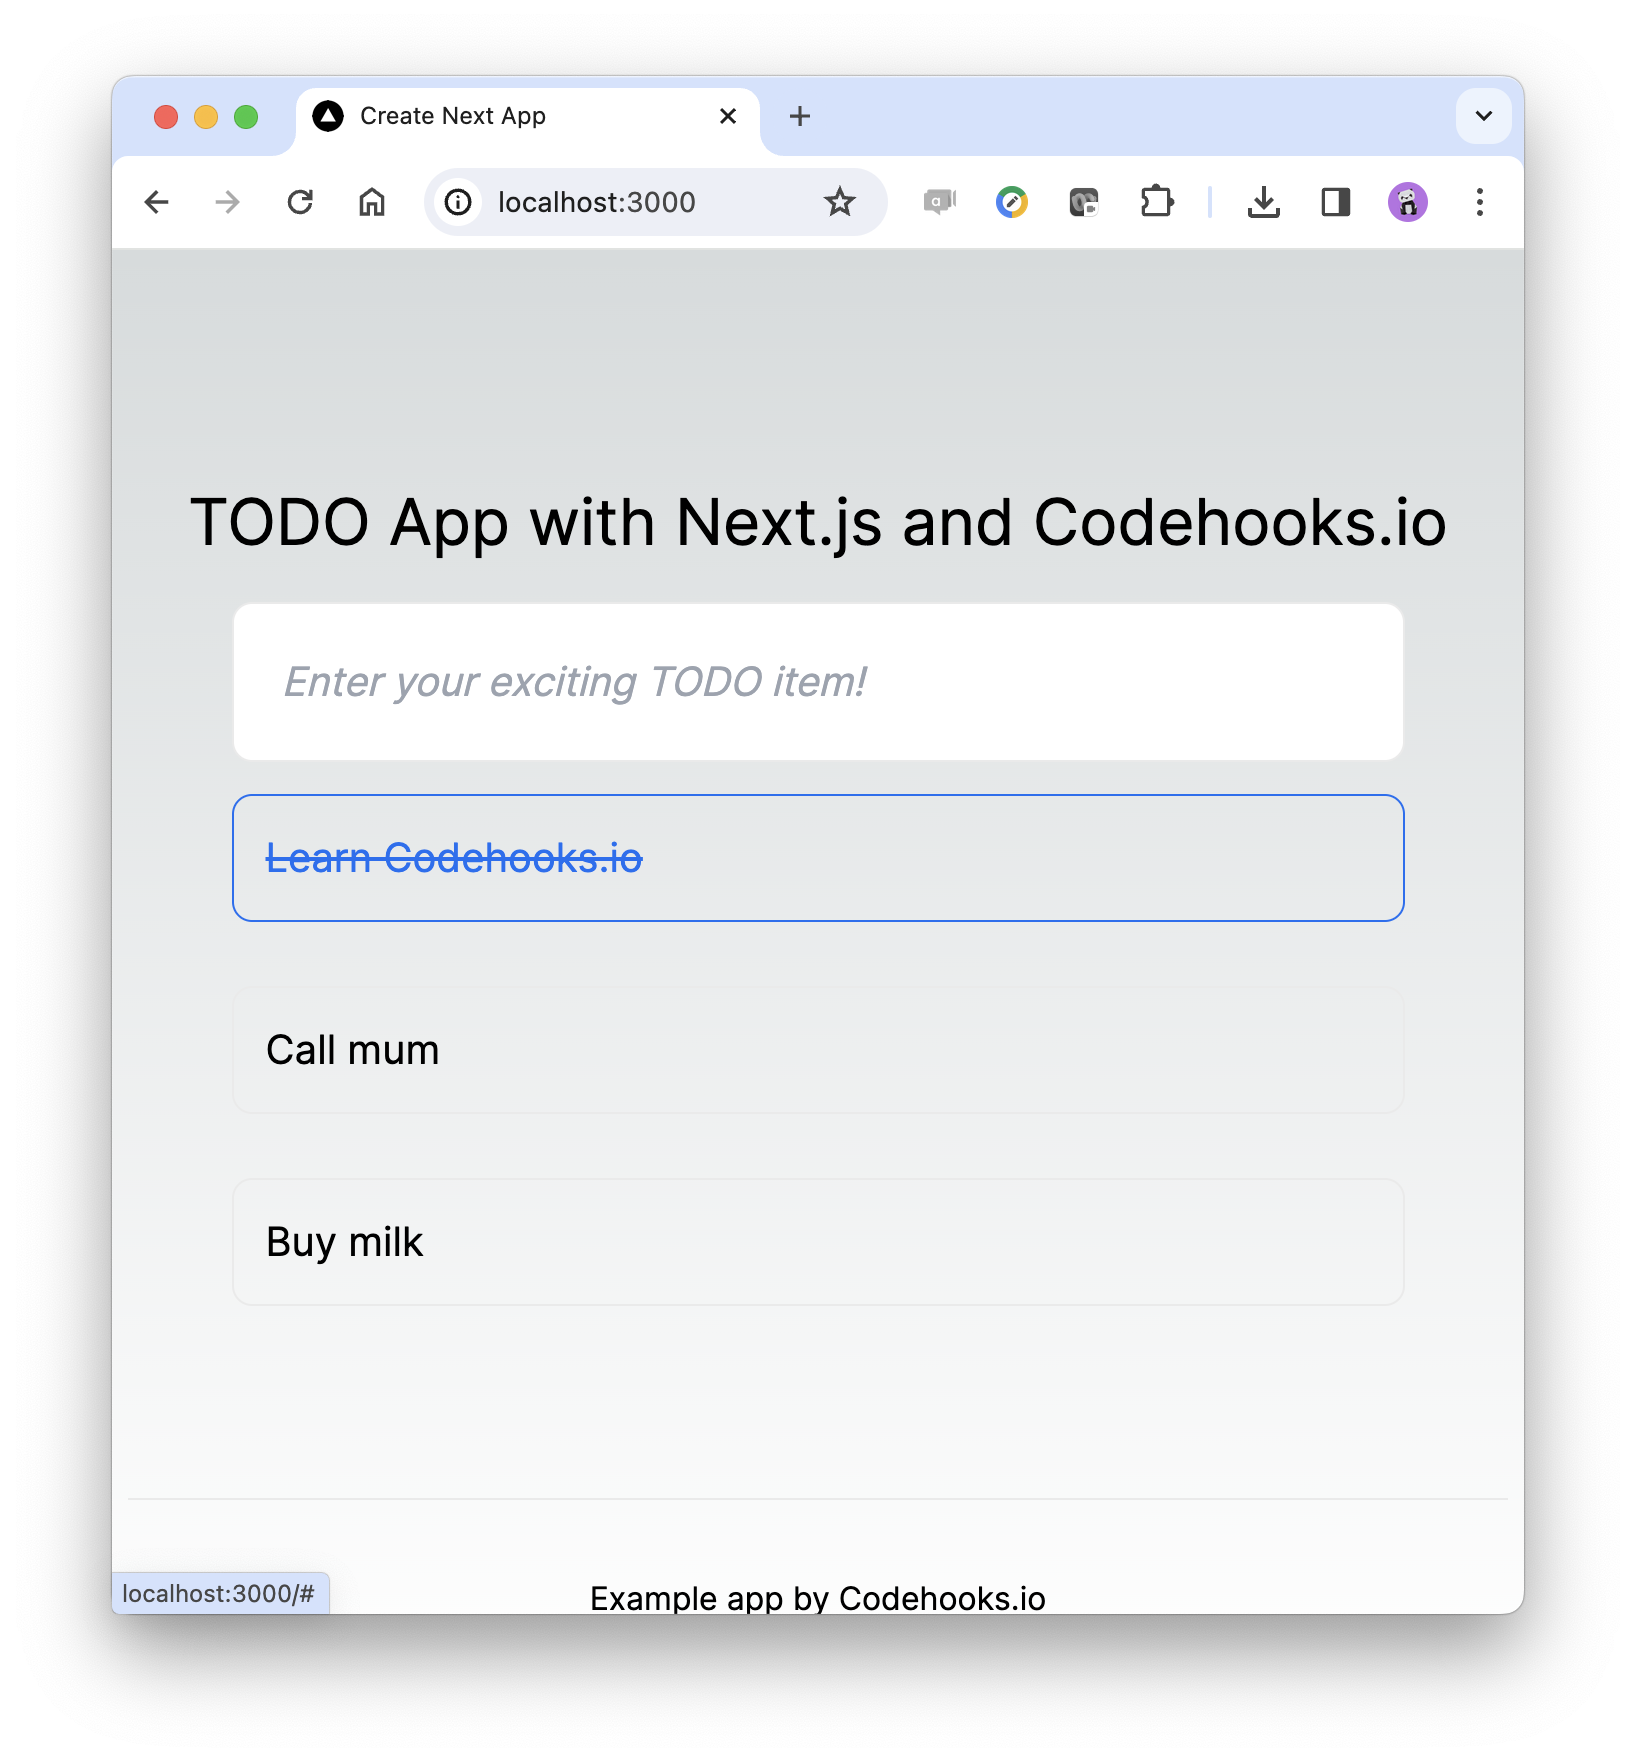 Create Next App
localhost:3000
TODO App with Next.js and Codehooks.io
Enter your exciting TODO item!
Learn Codehooks.io
Call mum
Buy milk
localhost:3000/#
Example app by Codehooks.io